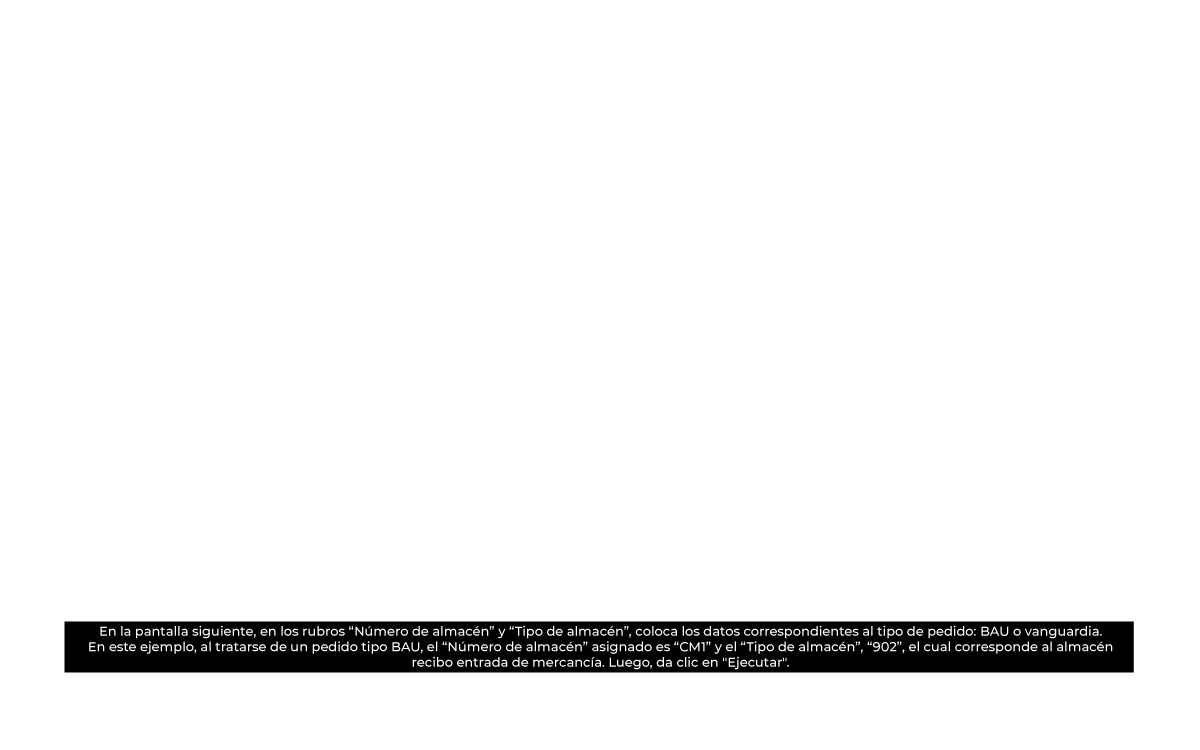 En la pantalla siguiente, en los rubros “Número de almacén” y “Tipo de almacén”, coloca los datos correspondientes al tipo de pedido: BAU o vanguardia.
En este ejemplo, al tratarse de un pedido tipo BAU, el “Número de almacén” asignado es “CM1” y el “Tipo de almacén”, “902”, el cual corresponde al almacén
recibo entrada de mercancía. Luego, da clic en "Ejecutar".